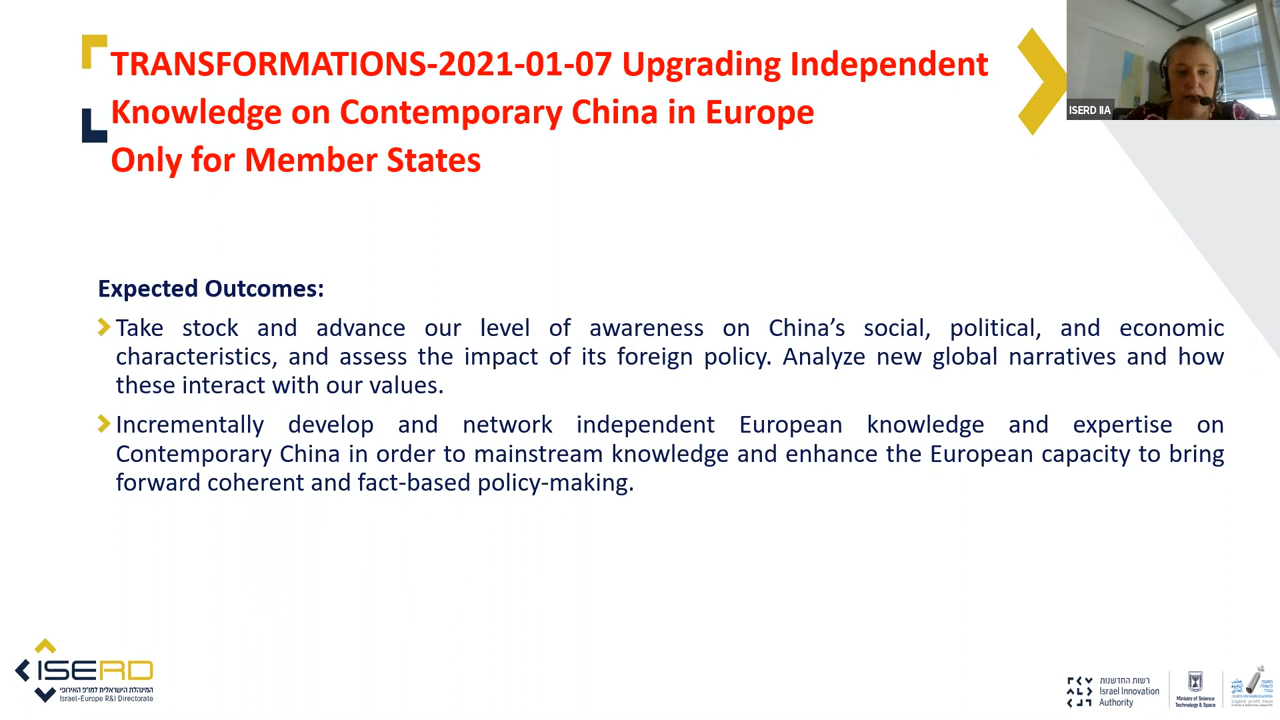 TRANSFORMATIONS-2021-01-07 Upgrading Independent
Knowledge on Contemporary China in Europe
Only for Member States
ISERD IIA
Expected Outcomes:
Take stock and advance our level of awareness on China’s social, political, and economic
characteristics, and assess the impact of its foreign policy. Analyze new global narratives and how
these interact with our values.
Incrementally develop and network independent European knowledge and expertise on
Contemporary China in order to mainstream knowledge and enhance the European capacity to bring
forward coherent and fact-based policy-making.
ISERD
המינהלת הישראלית למו"פ האירופי
Israel-Europe R&I Directorate
רשות החדשנות
Israel Innovation
Authority
Ministry of Science
Technology & Space